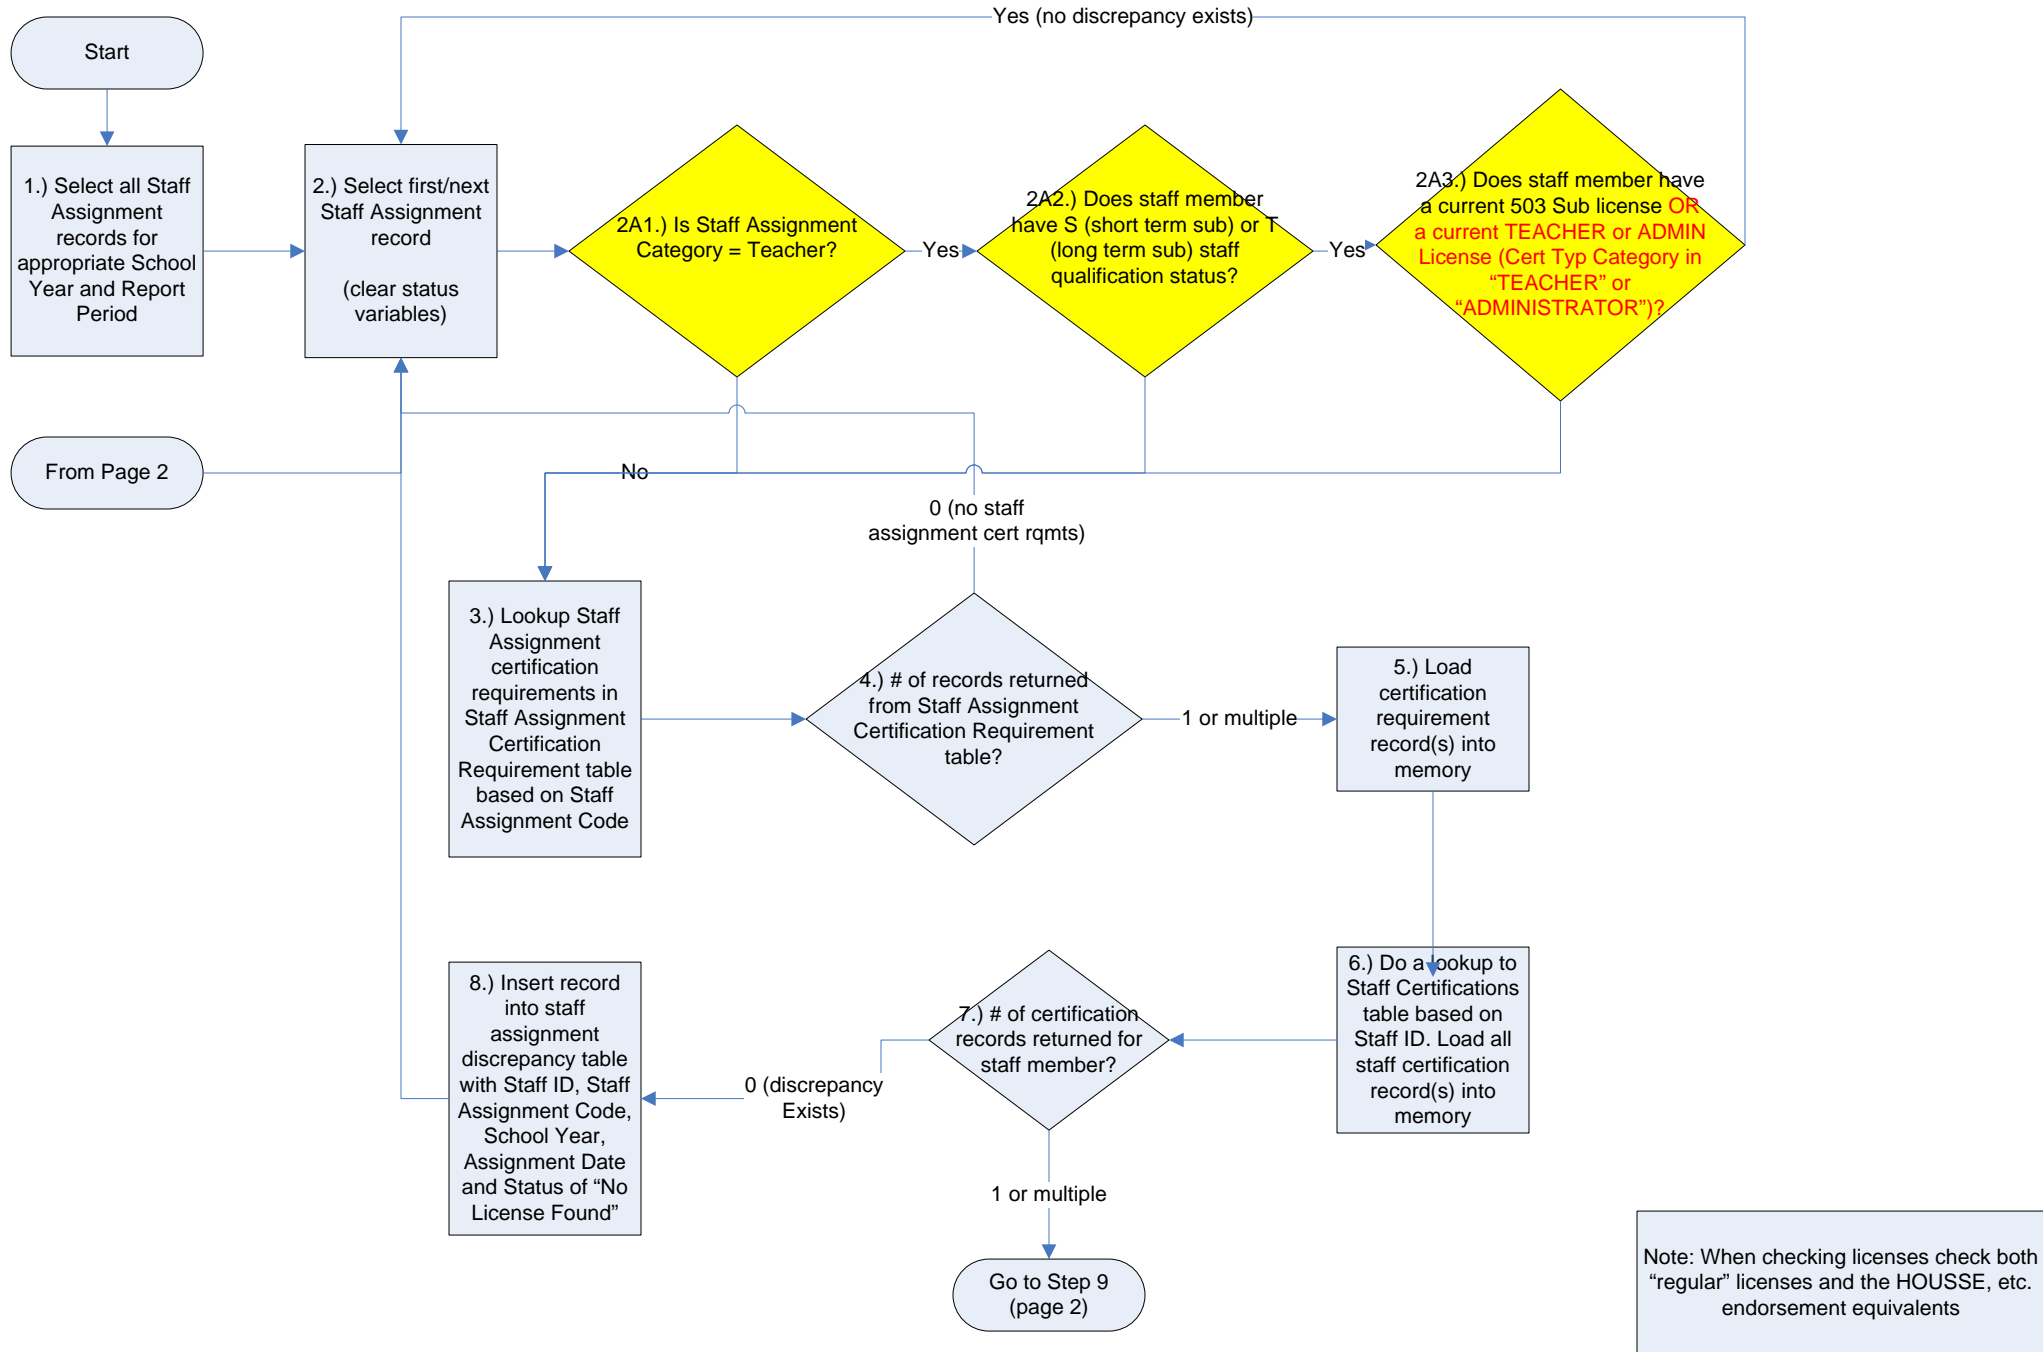 Yes (no discrepancy exists)
Start
1.) Select all Staff
Assignment
records for
appropriate School
Year and Report
Period
2.) Select first/next
Staff Assignment
record
(clear status
variables)
2A1.) Is Staff Assignment
Category = Teacher?
Yes
2A2.) Does staff member
have S (short term sub) or T
(long term sub) staff
qualification status?
Yes
2A3.) Does staff member have
a current 503 Sub license OR
a current TEACHER or ADMIN
License (Cert Typ Category in
“TEACHER” or
“ADMINISTRATOR”)?
From Page 2
No
0 (no staff
assignment cert rqmts)
3.) Lookup Staff
Assignment
certification
requirements in
Staff Assignment
Certification
Requirement table
based on Staff
Assignment Code
4.) # of records returned
from Staff Assignment
Certification Requirement
table?
1 or multiple
5.) Load
certification
requirement
record(s) into
memory
6.) Do a lookup to
Staff Certifications
table based on
Staff ID. Load all
staff certification
record(s) into
memory
7.) # of certification
records returned for
staff member?
0 (discrepancy
Exists)
8.) Insert record
into staff
assignment
discrepancy table
with Staff ID, Staff
Assignment Code,
School Year,
Assignment Date
and Status of “No
License Found”
1 or multiple
Go to Step 9
(page 2)
Note: When checking licenses check both
“regular” licenses and the HOUSSE, etc.
endorsement equivalents